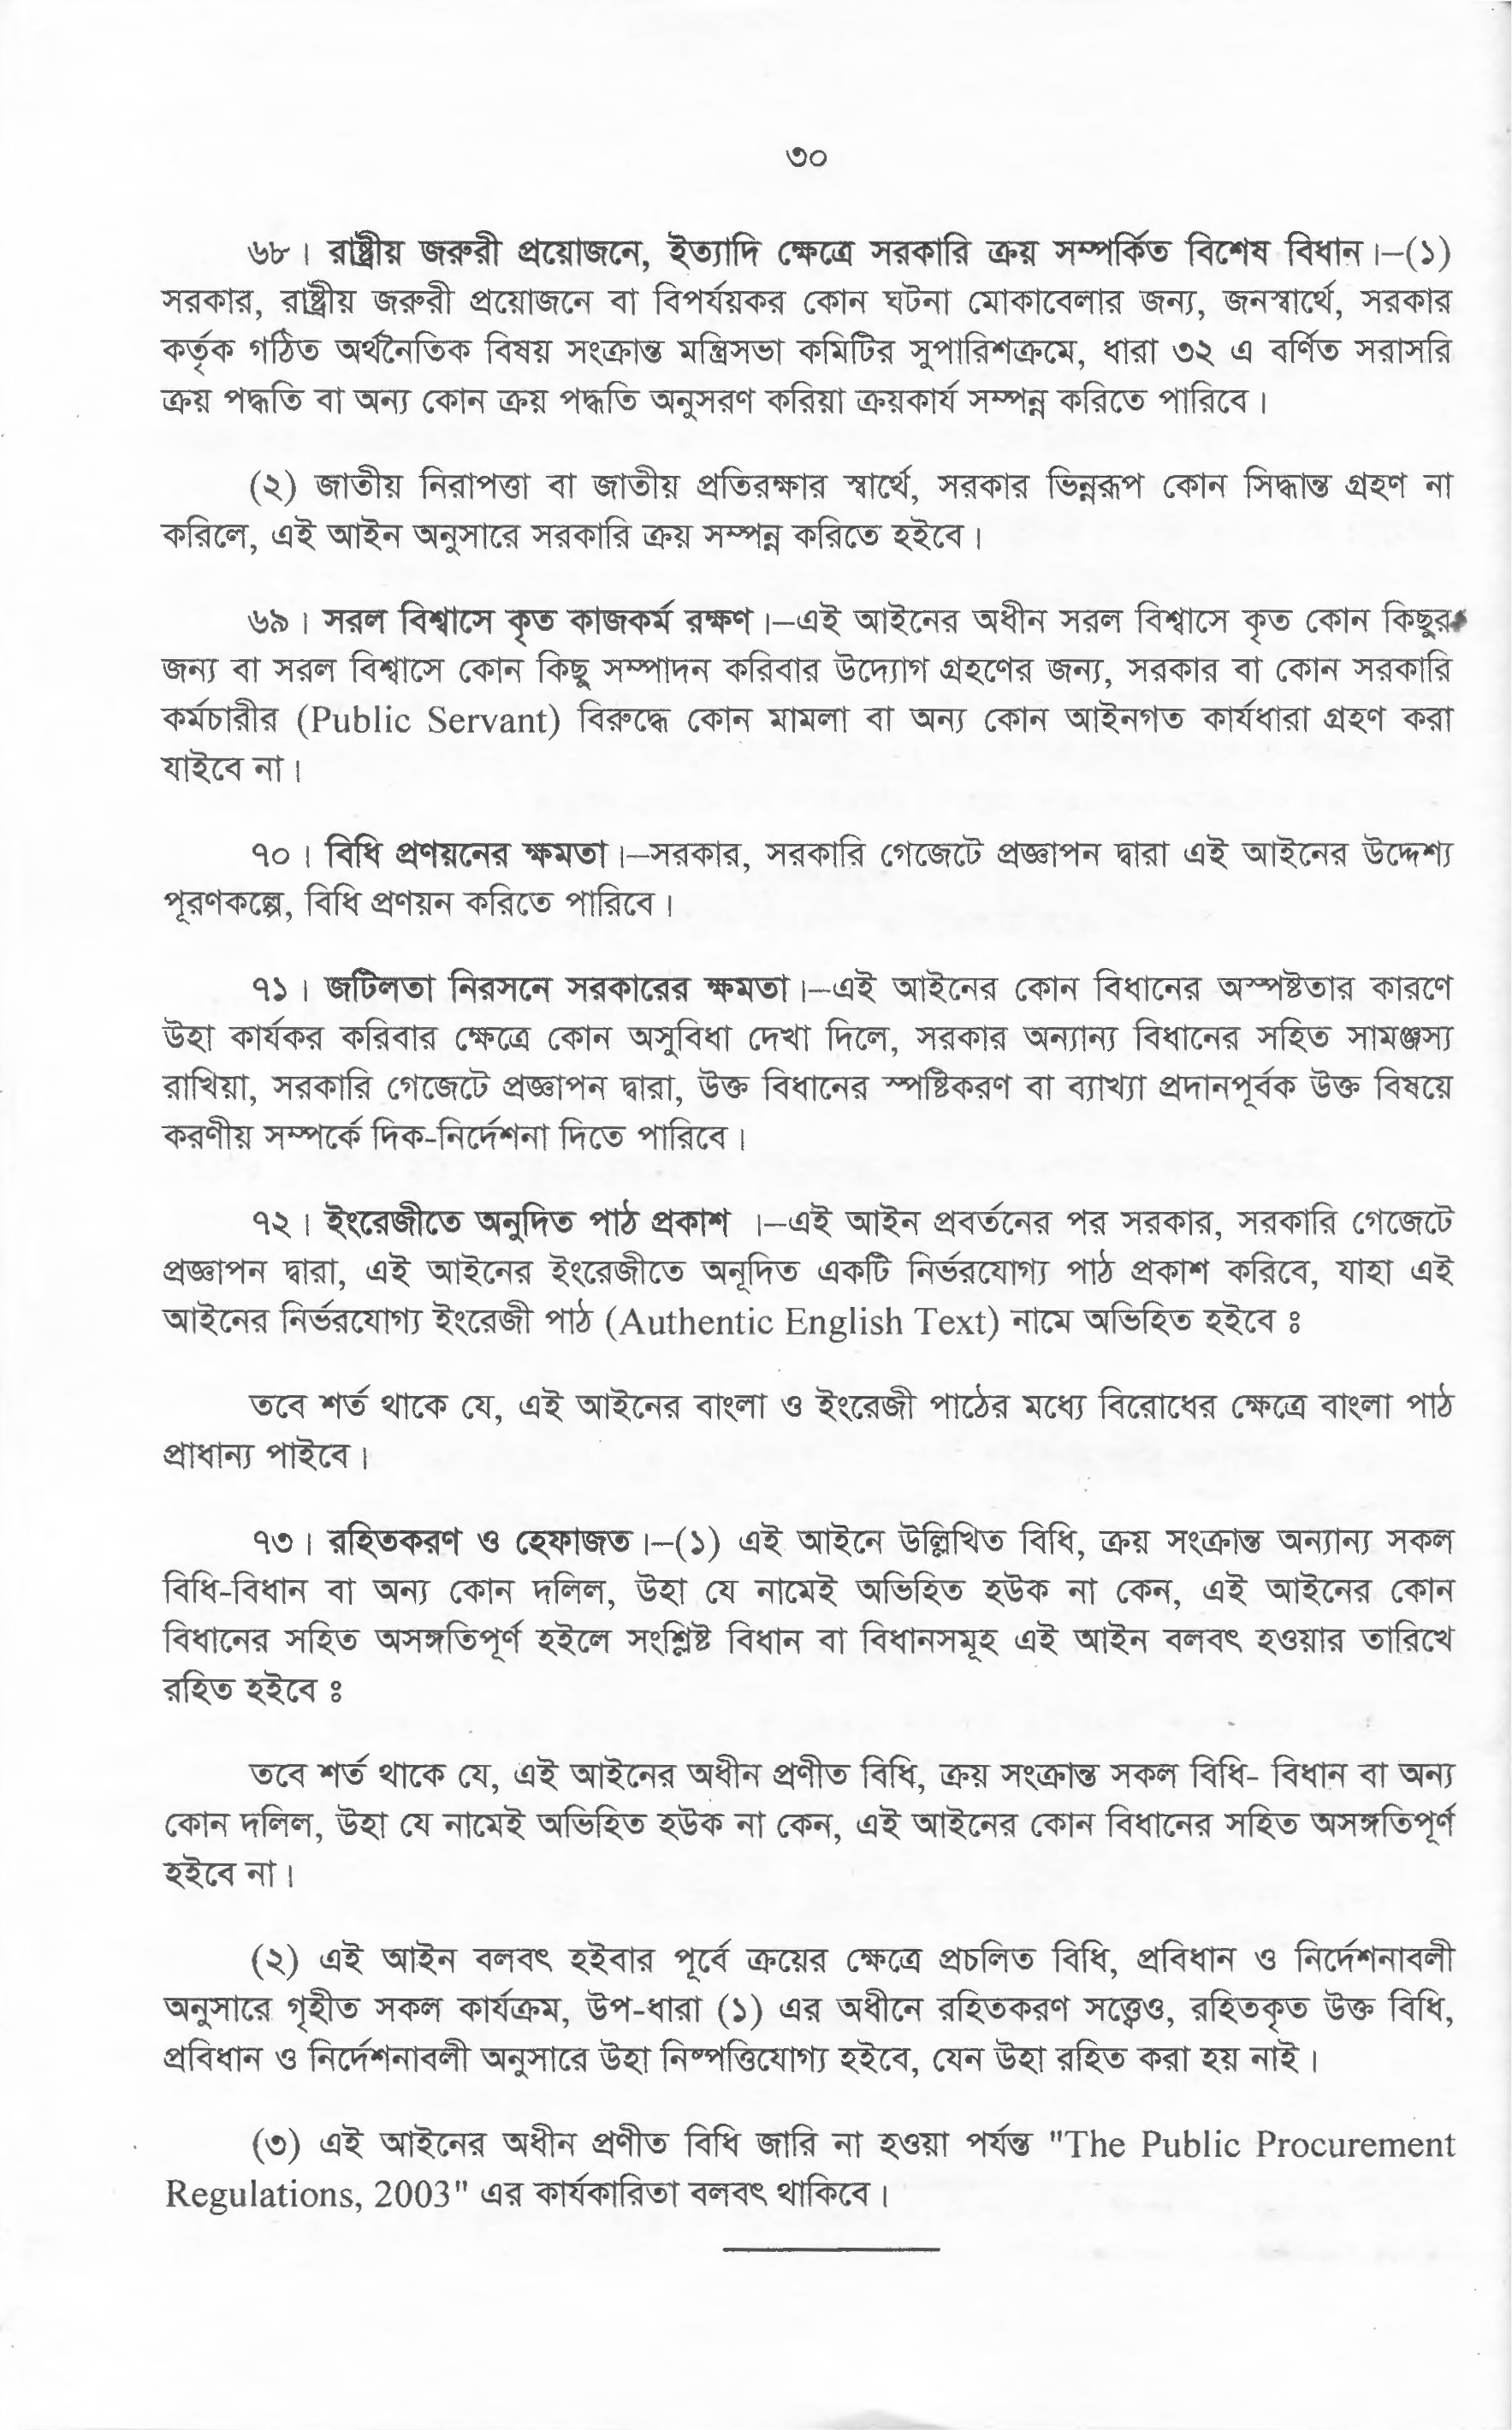 ৩০
৬৮। রাষ্ট্রীয় জরুরী প্রয়োজনে, ইত্যাদি ক্ষেত্রে সরকারি ক্রয় সম্পর্কিত বিশেষ বিধান।–(১)
সরকার, রাষ্ট্রীয় জরুরী প্রয়োজনে বা বিপর্যয়কর কোন ঘটনা মোকাবেলার জন্য, জনস্বার্থে, সরকার
কর্তৃক গঠিত অর্থনৈতিক বিষয় সংক্রান্ত মন্ত্রিসভা কমিটির সুপারিশক্রমে, ধারা ৩২ এ বর্ণিত সরাসরি
ক্রয় পদ্ধতি বা অন্য কোন ক্রয় পদ্ধতি অনুসরণ করিয়া ক্রয়কার্য সম্পন্ন করিতে পারিবে।
(২) জাতীয় নিরাপত্তা বা জাতীয় প্রতিরক্ষার স্বার্থে, সরকার ভিন্নরূপ কোন সিদ্ধান্ত গ্রহণ না
করিলে, এই আইন অনুসারে সরকারি ক্রয় সম্পন্ন করিতে হইবে।
৬৯। সরল বিশ্বাসে কৃত কাজকর্ম রক্ষণ।–এই আইনের অধীন সরল বিশ্বাসে কৃত কোন কিছুর
জন্য বা সরল বিশ্বাসে কোন কিছু সম্পাদন করিবার উদ্যোগ গ্রহণের জন্য, সরকার বা কোন সরকারি
কর্মচারীর (Public Servant) বিরুদ্ধে কোন মামলা বা অন্য কোন আইনগত কার্যধারা গ্রহণ করা
যাইবে না।
৭০। বিধি প্রণয়নের ক্ষমতা।–সরকার, সরকারি গেজেটে প্রজ্ঞাপন দ্বারা এই আইনের উদ্দেশ্য
পূরণকল্পে, বিধি প্রণয়ন করিতে পারিবে।
৭১। জটিলতা নিরসনে সরকারের ক্ষমতা।–এই আইনের কোন বিধানের অস্পষ্টতার কারণে
উহা কার্যকর করিবার ক্ষেত্রে কোন অসুবিধা দেখা দিলে, সরকার অন্যান্য বিধানের সহিত সামঞ্জস্য
রাখিয়া, সরকারি গেজেটে প্রজ্ঞাপন দ্বারা, উক্ত বিধানের স্পষ্টিকরণ বা ব্যাখ্যা প্রদানপূর্বক উক্ত বিষয়ে
করণীয় সম্পর্কে দিক-নির্দেশনা দিতে পারিবে।
৭২। ইংরেজীতে অনুদিত পাঠ প্রকাশ ।–এই আইন প্রবর্তনের পর সরকার, সরকারি গেজেটে
প্রজ্ঞাপন দ্বারা, এই আইনের ইংরেজীতে অনূদিত একটি নির্ভরযোগ্য পাঠ প্রকাশ করিবে, যাহা এই
আইনের নির্ভরযোগ্য ইংরেজী পাঠ (Authentic English Text) নামে অভিহিত হইবে ঃ
তবে শর্ত থাকে যে, এই আইনের বাংলা ও ইংরেজী পাঠের মধ্যে বিরোধের ক্ষেত্রে বাংলা পাঠ
প্রাধান্য পাইবে।
৭৩। রহিতকরণ ও হেফাজত।–(১) এই আইনে উল্লিখিত বিধি, ক্রয় সংক্রান্ত অন্যান্য সকল
বিধি-বিধান বা অন্য কোন দলিল, উহা যে নামেই অভিহিত হউক না কেন, এই আইনের কোন
বিধানের সহিত অসঙ্গতিপূর্ণ হইলে সংশ্লিষ্ট বিধান বা বিধানসমূহ এই আইন বলবৎ হওয়ার তারিখে
রহিত হইবে ঃ
তবে শর্ত থাকে যে, এই আইনের অধীন প্রণীত বিধি, ক্রয় সংক্রান্ত সকল বিধি- বিধান বা অন্য
কোন দলিল, উহা যে নামেই অভিহিত হউক না কেন, এই আইনের কোন বিধানের সহিত অসঙ্গতিপূর্ণ
হইবে না।
(২) এই আইন বলবৎ হইবার পূর্বে ক্রয়ের ক্ষেত্রে প্রচলিত বিধি, প্রবিধান ও নির্দেশনাবলী
অনুসারে গৃহীত সকল কার্যক্রম, উপ-ধারা (১) এর অধীনে রহিতকরণ সত্ত্বেও, রহিতকৃত উক্ত বিধি,
প্রবিধান ও নির্দেশনাবলী অনুসারে উহা নিষ্পত্তিযোগ্য হইবে, যেন উহা রহিত করা হয় নাই।
(৩) এই আইনের অধীন প্রণীত বিধি জারি না হওয়া পর্যন্ত "The Public Procurement
Regulations, 2003" এর কার্যকারিতা বলবৎ থাকিবে।